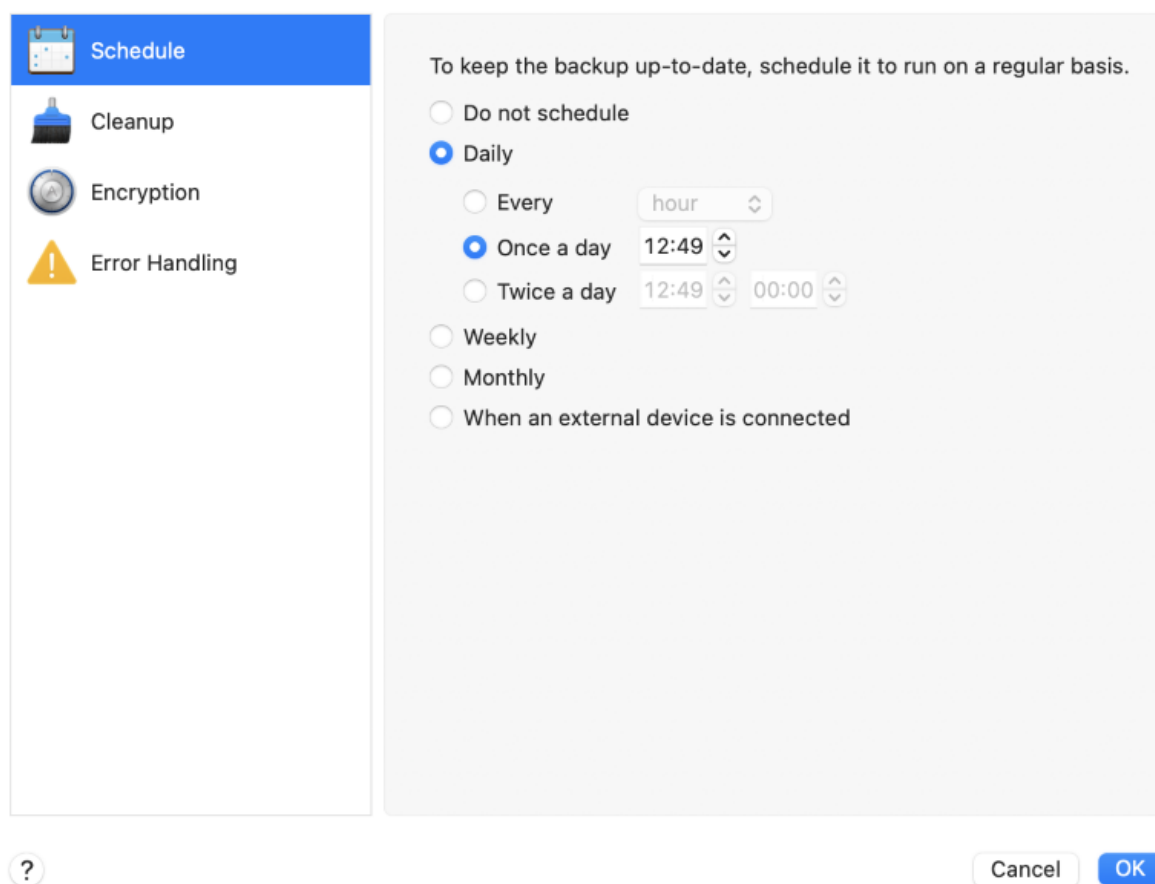 Schedule
Cleanup
Encryption
Error Handling
To keep the backup up-to-date, schedule it to run on a regular basis.
Do not schedule
Daily
Every hour
Once a day 12:49
Twice a day 12:49 00:00
Weekly
Monthly
When an external device is connected
? Cancel OK